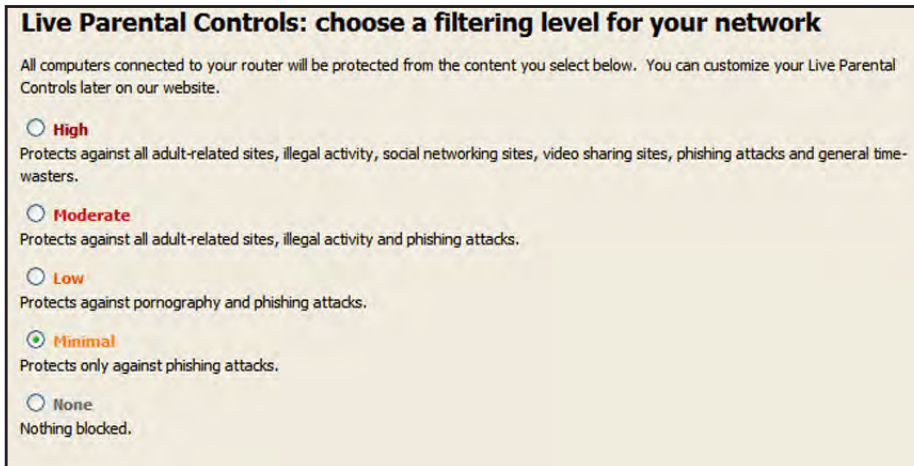 Live Parental Controls: choose a filtering level for your network
All computers connected to your router will be protected from the content you select below. You can customize your Live Parental
Controls later on our website.
High
Protects against all adult-related sites, illegal activity, social networking sites, video sharing sites, phishing attacks and general time-
wasters.
Moderate
Protects against all adult-related sites, illegal activity and phishing attacks.
Low
Protects against pornography and phishing attacks.
Minimal
Protects only against phishing attacks.
None
Nothing blocked.